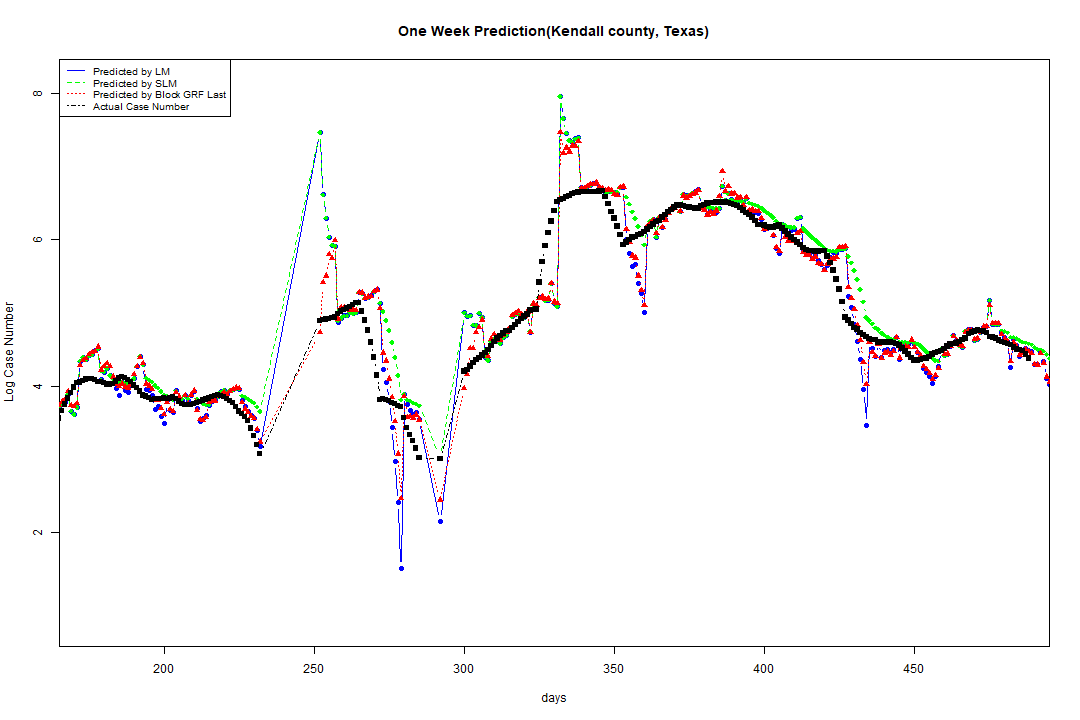 One Week Prediction(Kendall county, Texas)
Predicted by LM
Predicted by SLM
Predicted by Block GRF Last
Actual Case Number
8
6
4
2
Log Case Number
200 250 300 350 400 450
days